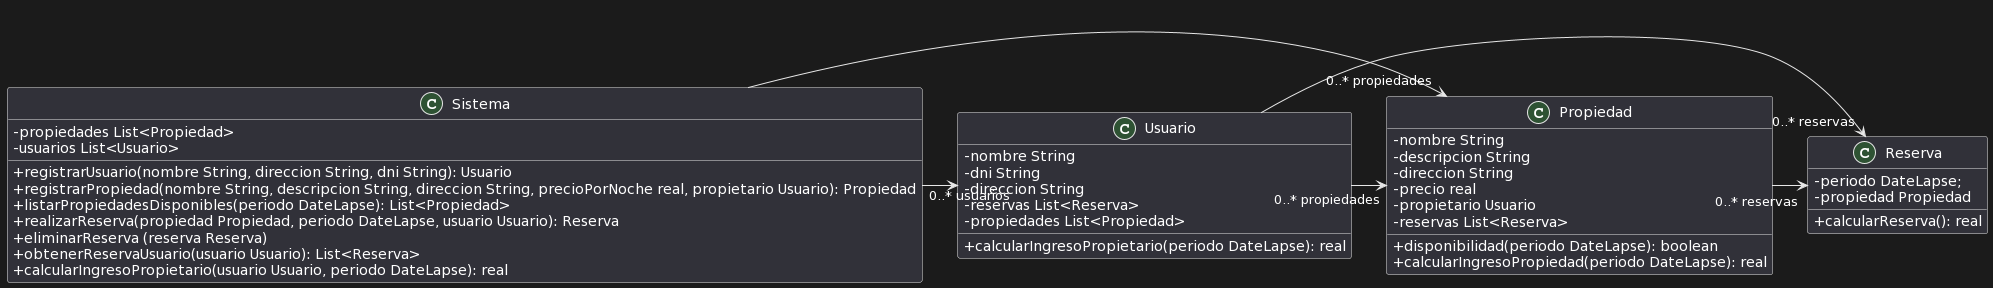 C Sistema
-propiedades List<Propiedad>
-usuarios List<Usuario>
+registrarUsuario(nombre String, direccion String, dni String): Usuario
+registrarPropiedad(nombre String, descripcion String, direccion String, precioPorNoche real, propietario Usuario): Propiedad
+listarPropiedadesDisponibles(periodo DateLapse): List<Propiedad>
+realizarReserva(propiedad Propiedad, periodo DateLapse, usuario Usuario): Reserva
+eliminarReserva (reserva Reserva)
+obtenerReservaUsuario(usuario Usuario): List<Reserva>
+calcularIngresoPropietario(usuario Usuario, periodo DateLapse): real
0..* usuarios
C Usuario
-nombre String
-dni String
-direccion String
-reservas List<Reserva>
-propiedades List<Propiedad>
+calcularIngresoPropietario(periodo DateLapse): real
0..* propiedades
0..* propiedades
C Propiedad
-nombre String
-descripcion String
-direccion String
-precio real
-propietario Usuario
-reservas List<Reserva>
+disponibilidad(periodo DateLapse): boolean
+calcularIngresoPropiedad(periodo DateLapse): real
0..* reservas
0..* reservas
C Reserva
-periodo DateLapse;
-propiedad Propiedad
+calcularReserva(): real